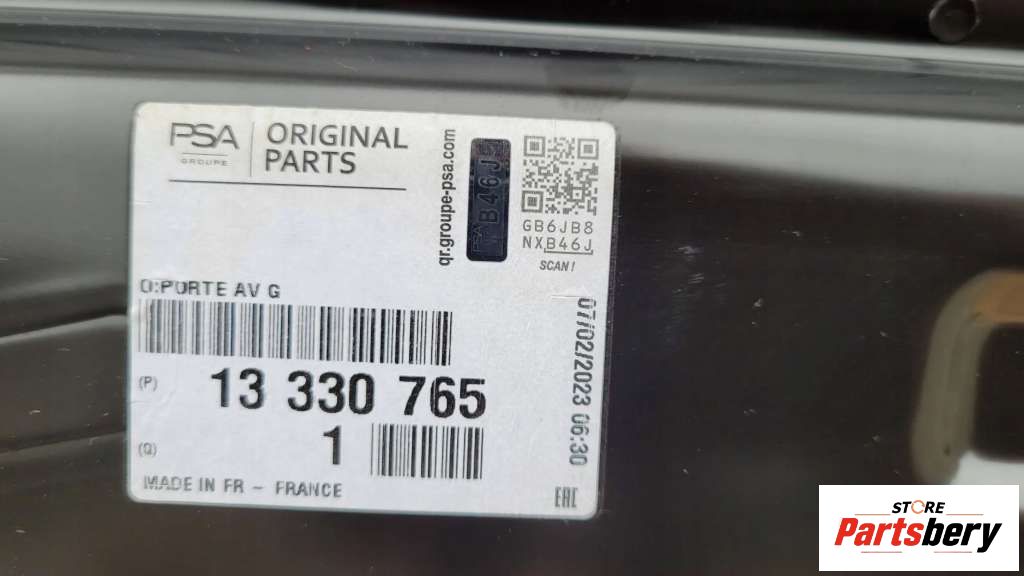 PSA
GROUPE
ORIGINAL
PARTS
qr.groupe-psa.com
PSA
B46J
GB6JB8
NXB46J
SCAN!
O:PORTE AV G
07/02/2023 06:30
(P) 13 330 765
(Q) 1
MADE IN FR - FRANCE
EAC
STORE
Partsbery